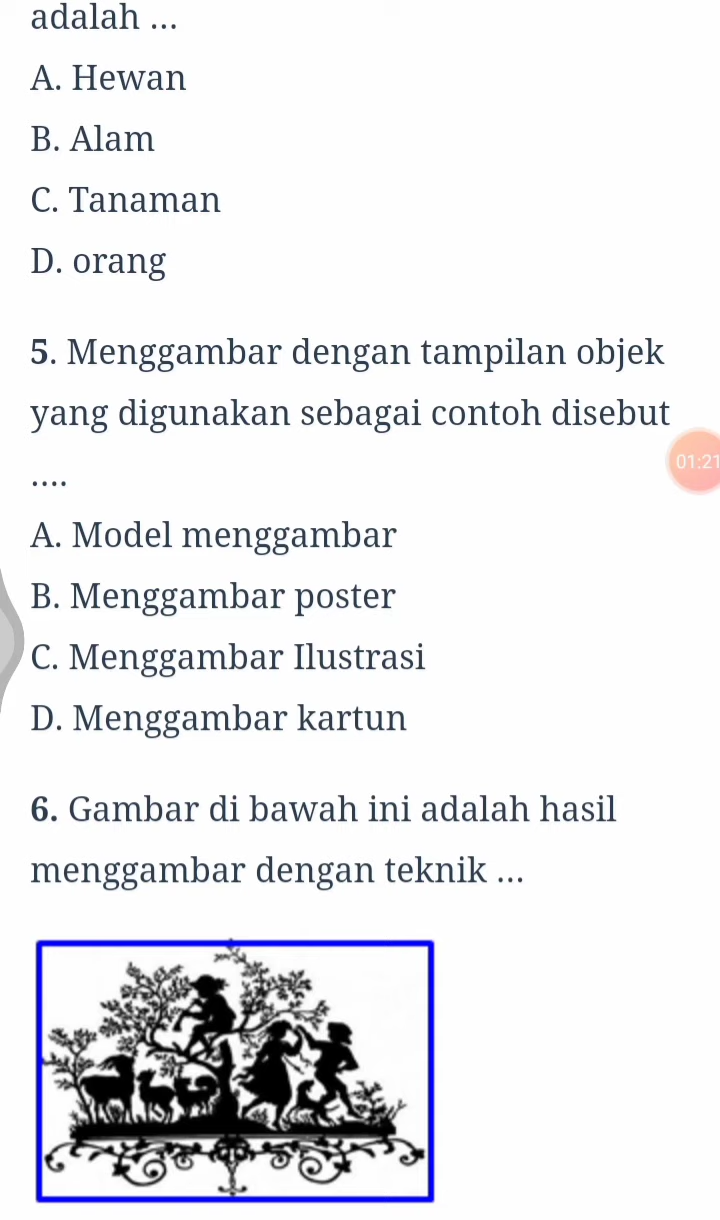 adalah ...
A. Hewan
B. Alam
C. Tanaman
D. orang
5. Menggambar dengan tampilan objek
yang digunakan sebagai contoh disebut
....
01:21
A. Model menggambar
B. Menggambar poster
C. Menggambar Ilustrasi
D. Menggambar kartun
6. Gambar di bawah ini adalah hasil
menggambar dengan teknik ...